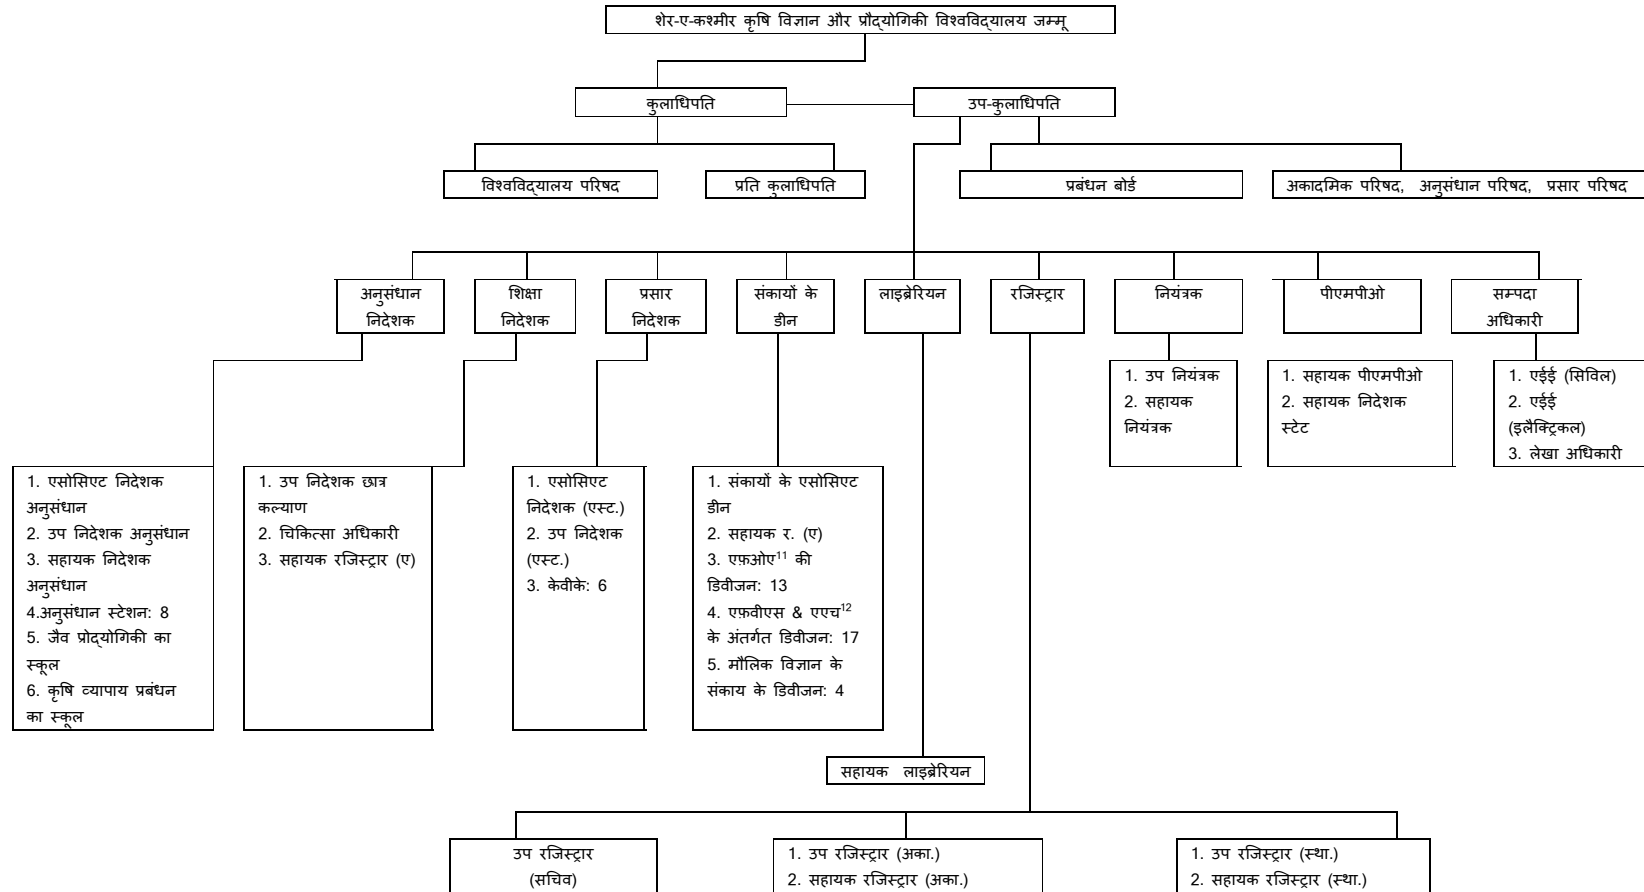 शेर-ए-कश्मीर कृषि विज्ञान और प्रौद्योगिकी विश्वविद्यालय जम्मू
कुलाधिपति
उप-कुलाधिपति
विश्वविद्यालय परिषद
प्रति कुलाधिपति
प्रबंधन बोर्ड
अकादमिक परिषद, अनुसंधान परिषद, प्रसार परिषद
अनुसंधान
निदेशक
शिक्षा
निदेशक
प्रसार
निदेशक
संकायों के
डीन
लाइब्रेरियन
रजिस्ट्रार
नियंत्रक
पीएमपीओ
सम्पदा
अधिकारी
1. उप नियंत्रक
2. सहायक
नियंत्रक
1. सहायक पीएमपीओ
2. सहायक निदेशक
स्टेट
1. एईई (सिविल)
2. एईई
(इलैक्ट्रिकल)
3. लेखा अधिकारी
1. एसोसिएट निदेशक
अनुसंधान
2. उप निदेशक अनुसंधान
3. सहायक निदेशक
अनुसंधान
4.अनुसंधान स्टेशन: 8
5. जैव प्रोद्योगिकी का
स्कूल
6. कृषि व्यापाय प्रबंधन
का स्कूल
1. उप निदेशक छात्र
कल्याण
2. चिकित्सा अधिकारी
3. सहायक रजिस्ट्रार (ए)
1. एसोसिएट
निदेशक (एस्ट.)
2. उप निदेशक
(एस्ट.)
3. केवीके: 6
1. संकायों के एसोसिएट
डीन
2. सहायक र. (ए)
3. एफ़ओए11 की
डिवीजन: 13
4. एफ़वीएस & एएच12
के अंतर्गत डिवीजन: 17
5. मौलिक विज्ञान के
संकाय के डिवीजन: 4
सहायक लाइब्रेरियन
उप रजिस्ट्रार
(सचिव)
1. उप रजिस्ट्रार (अका.)
2. सहायक रजिस्ट्रार (अका.)
1. उप रजिस्ट्रार (स्था.)
2. सहायक रजिस्ट्रार (स्था.)